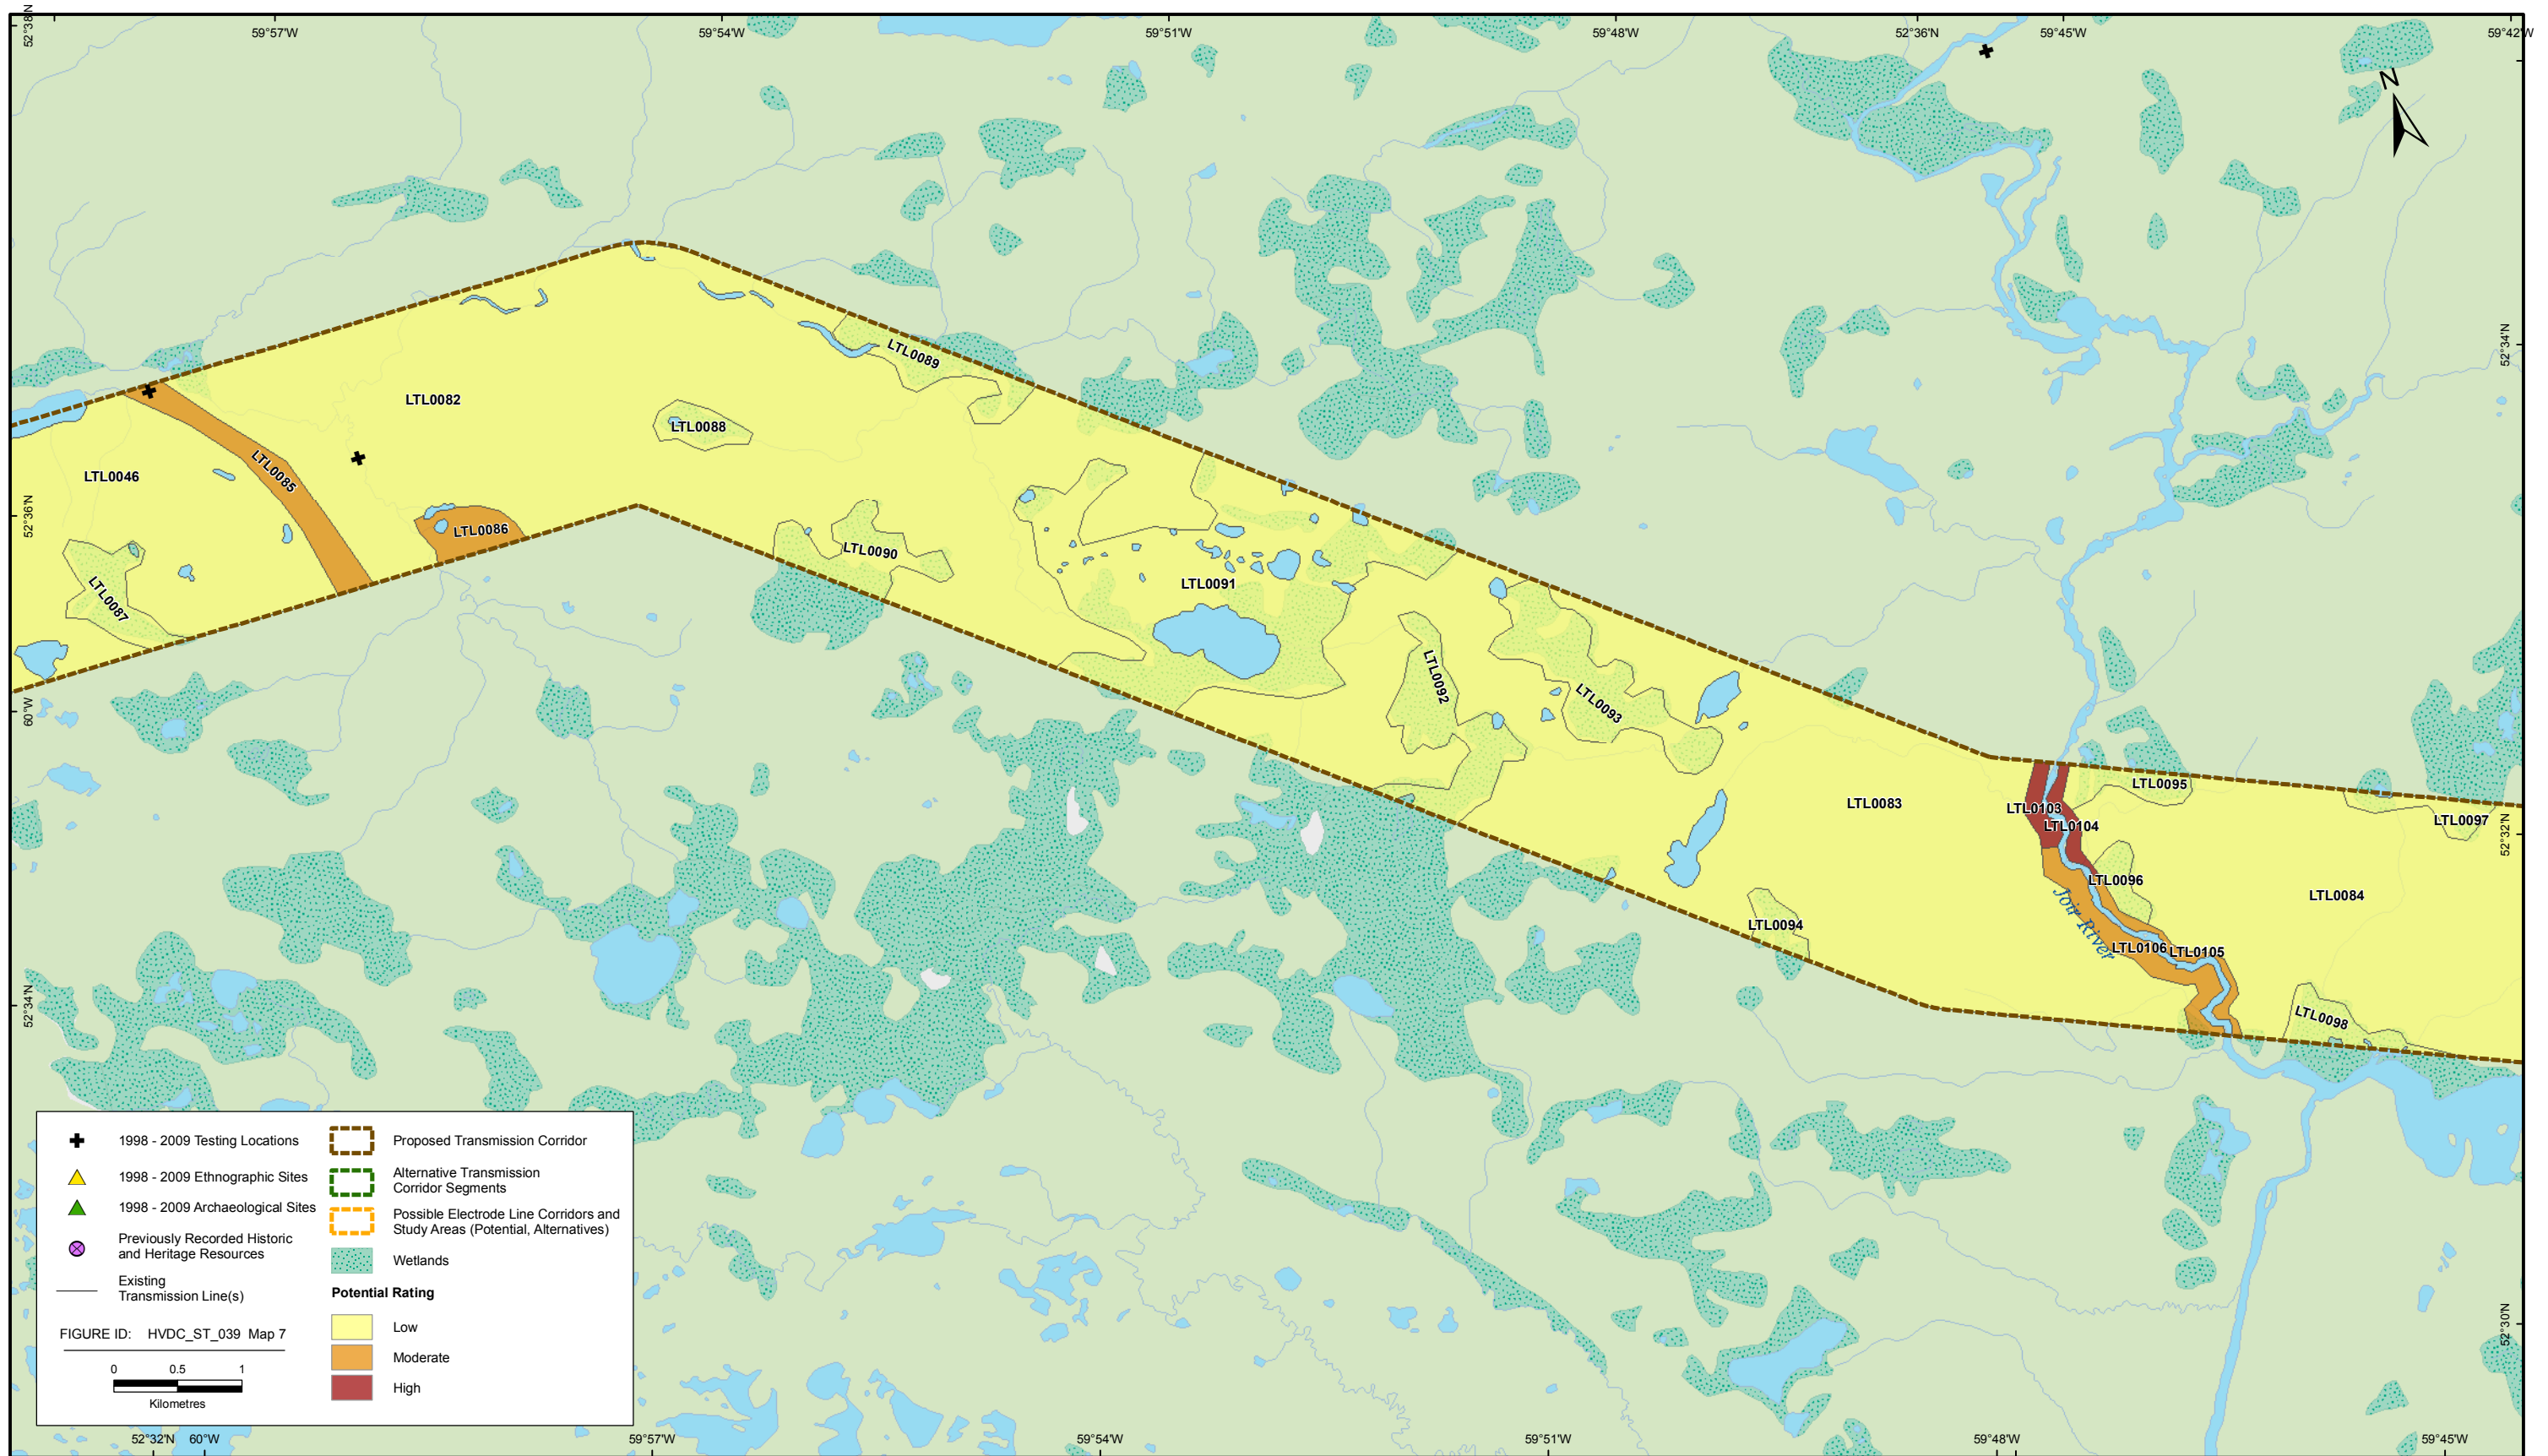 52°38'N
59°57'W
59°54'W
59°51'W
59°48'W
52°36'N
59°45'W
59°42'W
N
52°34'N
LTL0089
LTL0082
LTL0088
LTL0046
LTL0085
52°36'N
LTL0086
LTL0090
LTL0091
LTL0087
LTL0092
LTL0093
60°W
LTL0095
LTL0083
LTL0103
LTL0097
LTL0104
52°32'N
LTL0096
LTL0084
LTL0094
Joir River
LTL0106
LTL0105
52°34'N
LTL0098
1998 - 2009 Testing Locations
1998 - 2009 Ethnographic Sites
1998 - 2009 Archaeological Sites
Previously Recorded Historic
and Heritage Resources
Existing
Transmission Line(s)
FIGURE ID: HVDC_ST_039 Map 7
0 0.5 1
Kilometres
Proposed Transmission Corridor
Alternative Transmission
Corridor Segments
Possible Electrode Line Corridors and
Study Areas (Potential, Alternatives)
Wetlands
Potential Rating
Low
Moderate
High
52°30'N
52°32'N
60°W
59°57'W
59°54'W
59°51'W
59°48'W
59°45'W